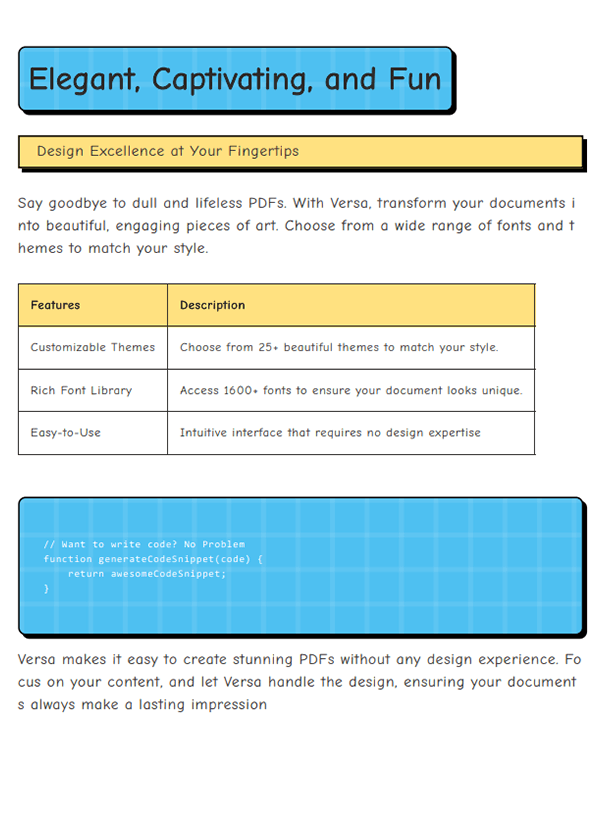 Elegant, Captivating, and Fun
Design Excellence at Your Fingertips
Say goodbye to dull and lifeless PDFs. With Versa, transform your documents i
nto beautiful, engaging pieces of art. Choose from a wide range of fonts and t
hemes to match your style.
Features Description
Customizable Themes Choose from 25+ beautiful themes to match your style.
Rich Font Library Access 1600+ fonts to ensure your document looks unique.
Easy-to-Use Intuitive interface that requires no design expertise
// Want to write code? No Problem
function generateCodeSnippet(code) {
    return awesomeCodeSnippet;
}
Versa makes it easy to create stunning PDFs without any design experience. Fo
cus on your content, and let Versa handle the design, ensuring your document
s always make a lasting impression